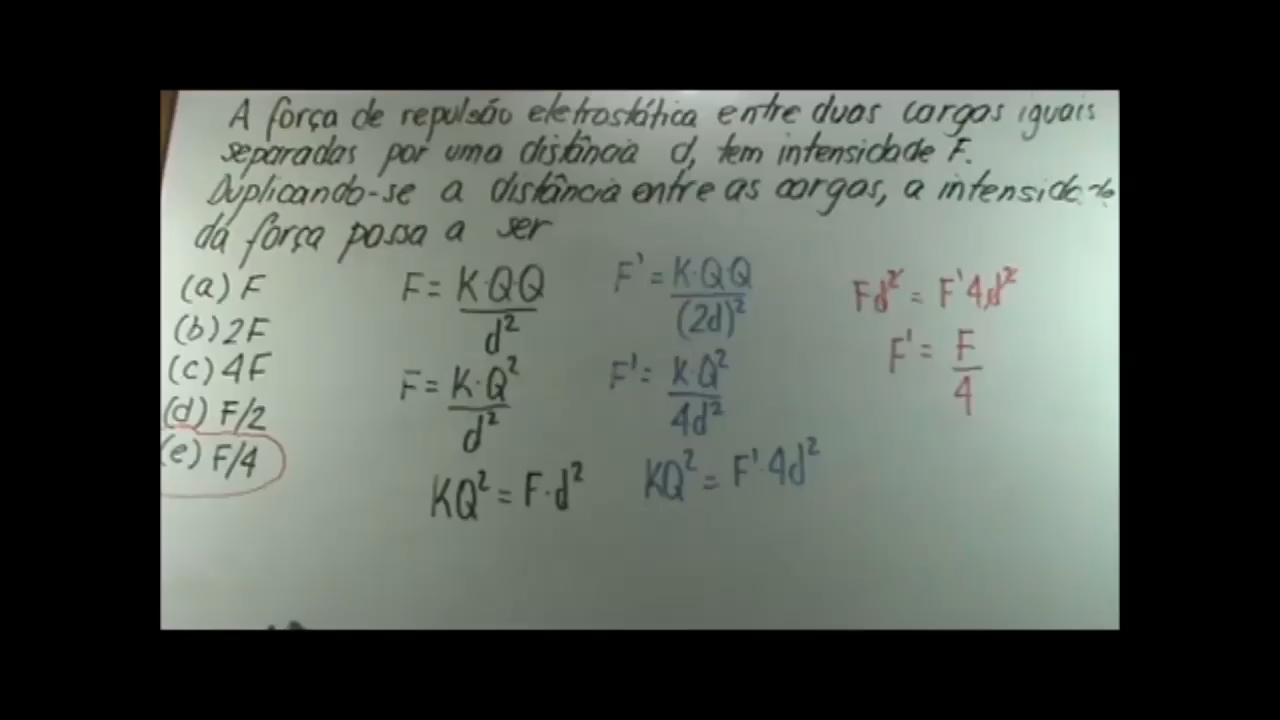 A força de repulsão eletrostática entre duas cargas iguais
separadas por uma distância d, tem intensidade F.
Duplicando-se a distância entre as cargas, a intensidade
da força passa a ser
(a) F
(b) 2F
(c) 4F
(d) F/2
(e) F/4
F = K·Q·Q / d²
F = K·Q² / d²
KQ² = F·d²
F' = K·Q·Q / (2d)²
F' = K·Q² / 4d²
KQ² = F'·4d²
Fd² = F'4d²
F' = F / 4